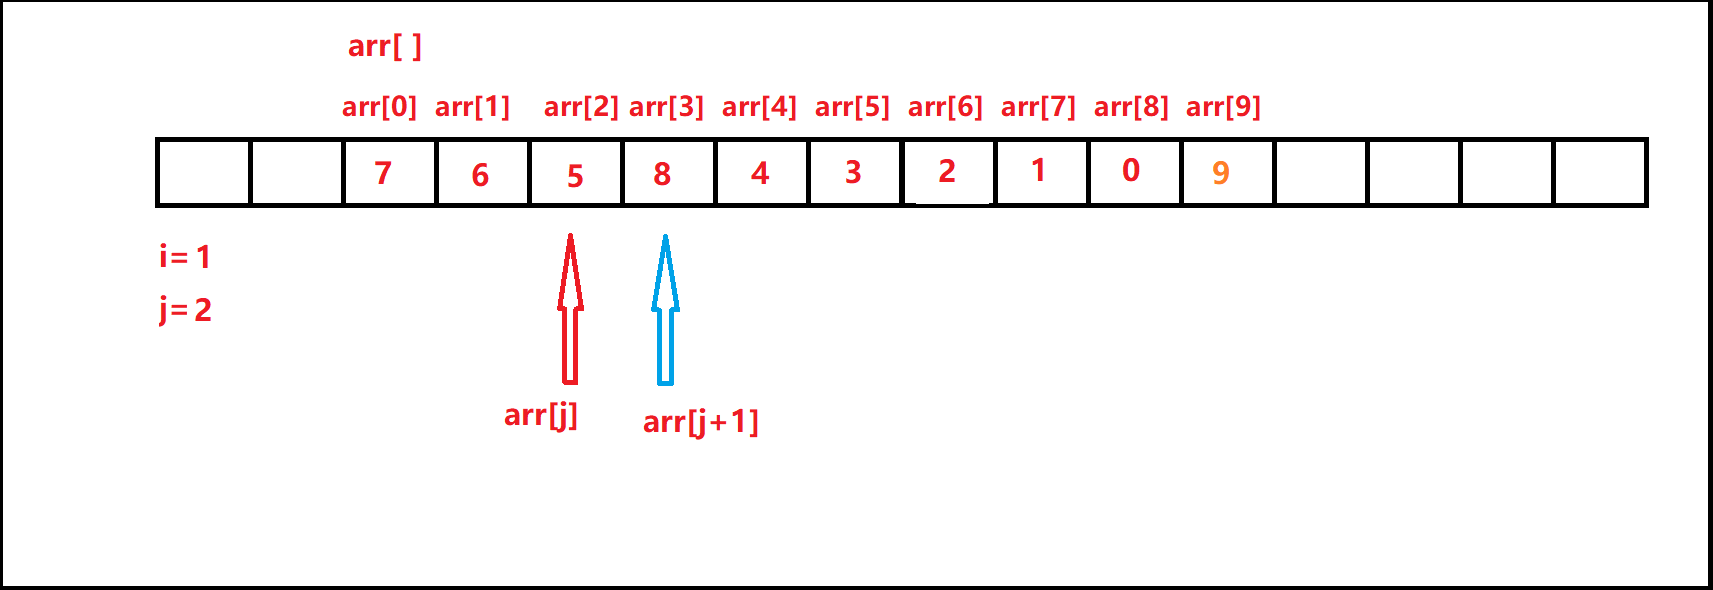 arr[ ]
arr[0] arr[1] arr[2] arr[3] arr[4] arr[5] arr[6] arr[7] arr[8] arr[9]
7 6 5 8 4 3 2 1 0 9
i= 1
j= 2
arr[j] arr[j+1]